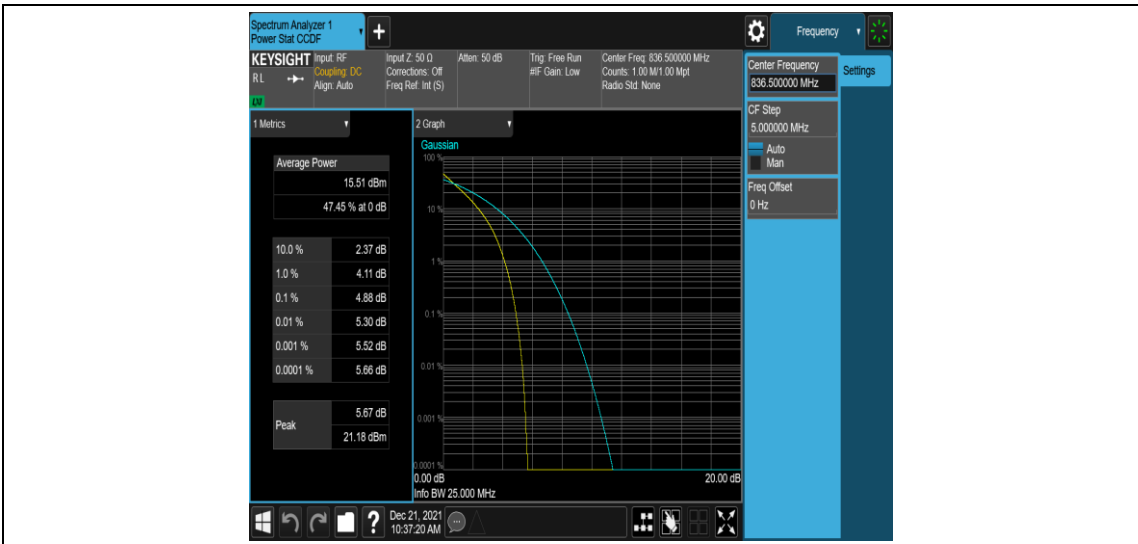 Spectrum Analyzer 1
Power Stat CCDF
+
Frequency
KEYSIGHT
RL
LNI
Input: RF
Coupling: DC
Align: Auto
Input Z: 50 Ω
Corrections: Off
Freq Ref: Int (S)
Atten: 50 dB
Trig: Free Run
#IF Gain: Low
Center Freq: 836.500000 MHz
Counts: 1.00 M/1.00 Mpt
Radio Std: None
Center Frequency
836.500000 MHz
Settings
CF Step
5.000000 MHz
Auto
Man
Freq Offset
0 Hz
1 Metrics
Average Power
15.51 dBm
47.45 % at 0 dB
10.0 % 2.37 dB
1.0 % 4.11 dB
0.1 % 4.88 dB
0.01 % 5.30 dB
0.001 % 5.52 dB
0.0001 % 5.66 dB
Peak
5.67 dB
21.18 dBm
2 Graph
Gaussian
100 %
10 %
1 %
0.1 %
0.01 %
0.001 %
0.0001 %
0.00 dB 20.00 dB
Info BW 25.000 MHz
?
Dec 21, 2021
10:37:20 AM